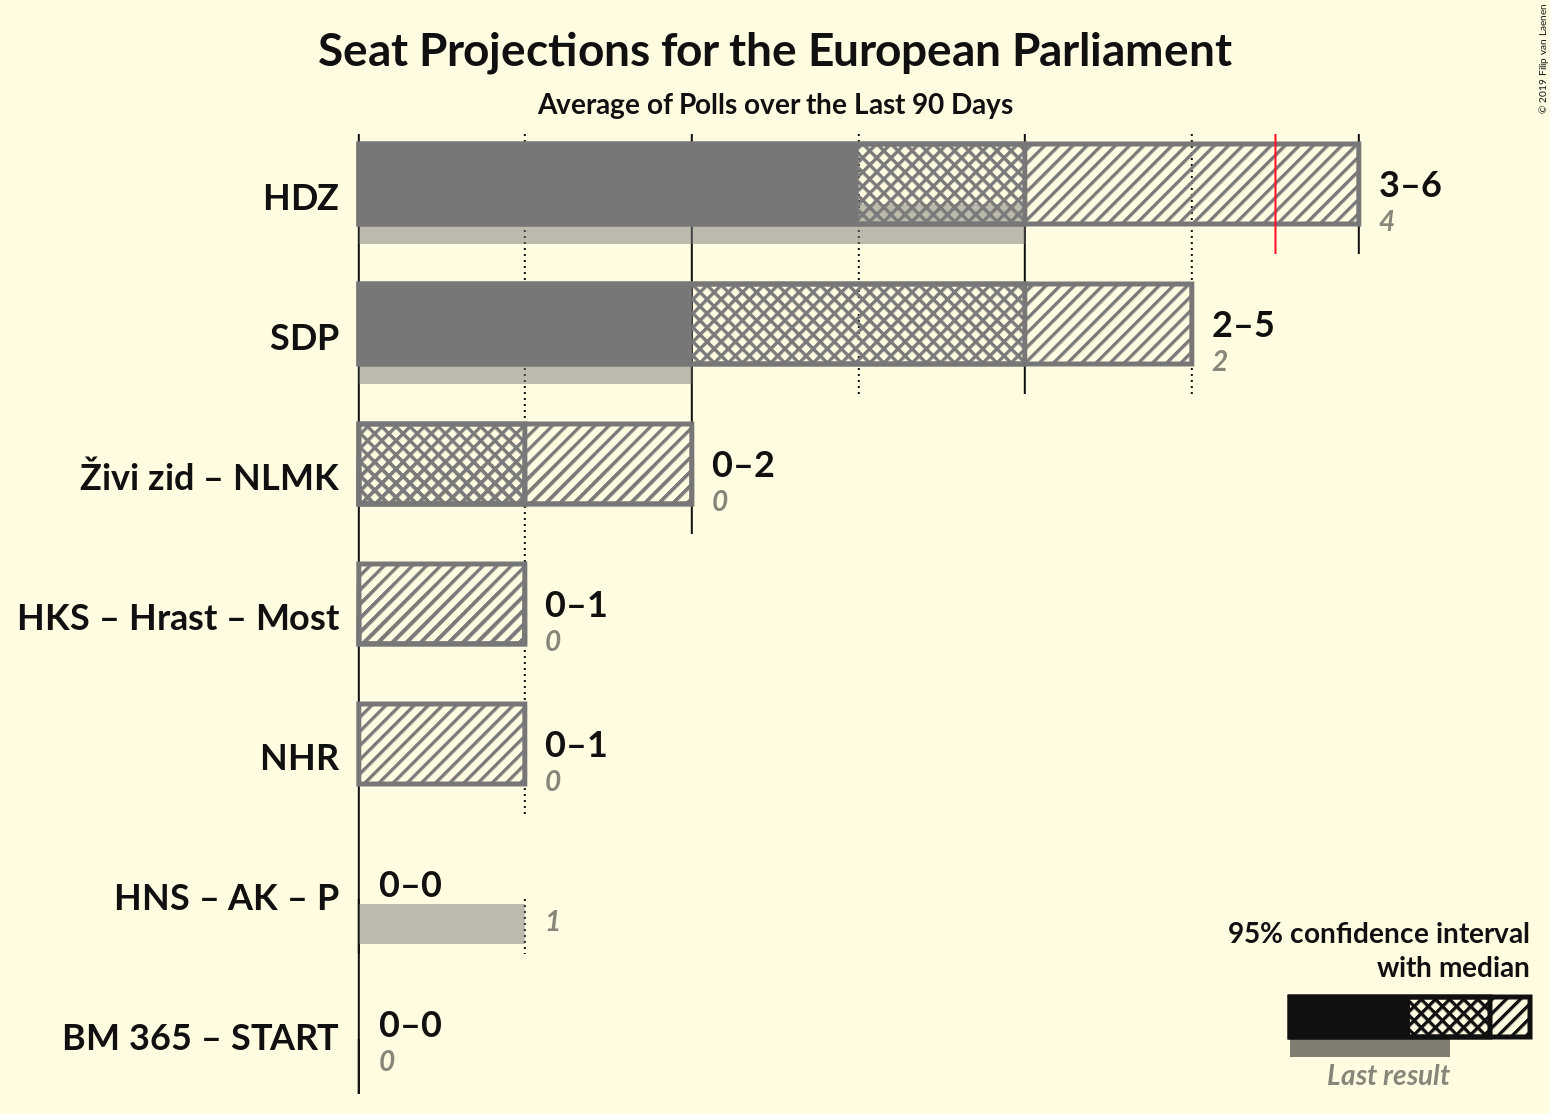 Seat Projections for the European Parliament
Average of Polls over the Last 90 Days
© 2019 Filip van Laenen
HDZ
3–6
4
SDP
2–5
2
Živi zid – NLMK
0–2
0
HKS – Hrast – Most
0–1
0
NHR
0–1
0
HNS – AK – P
0–0
1
BM 365 – START
0–0
0
95% confidence interval
with median
Last result